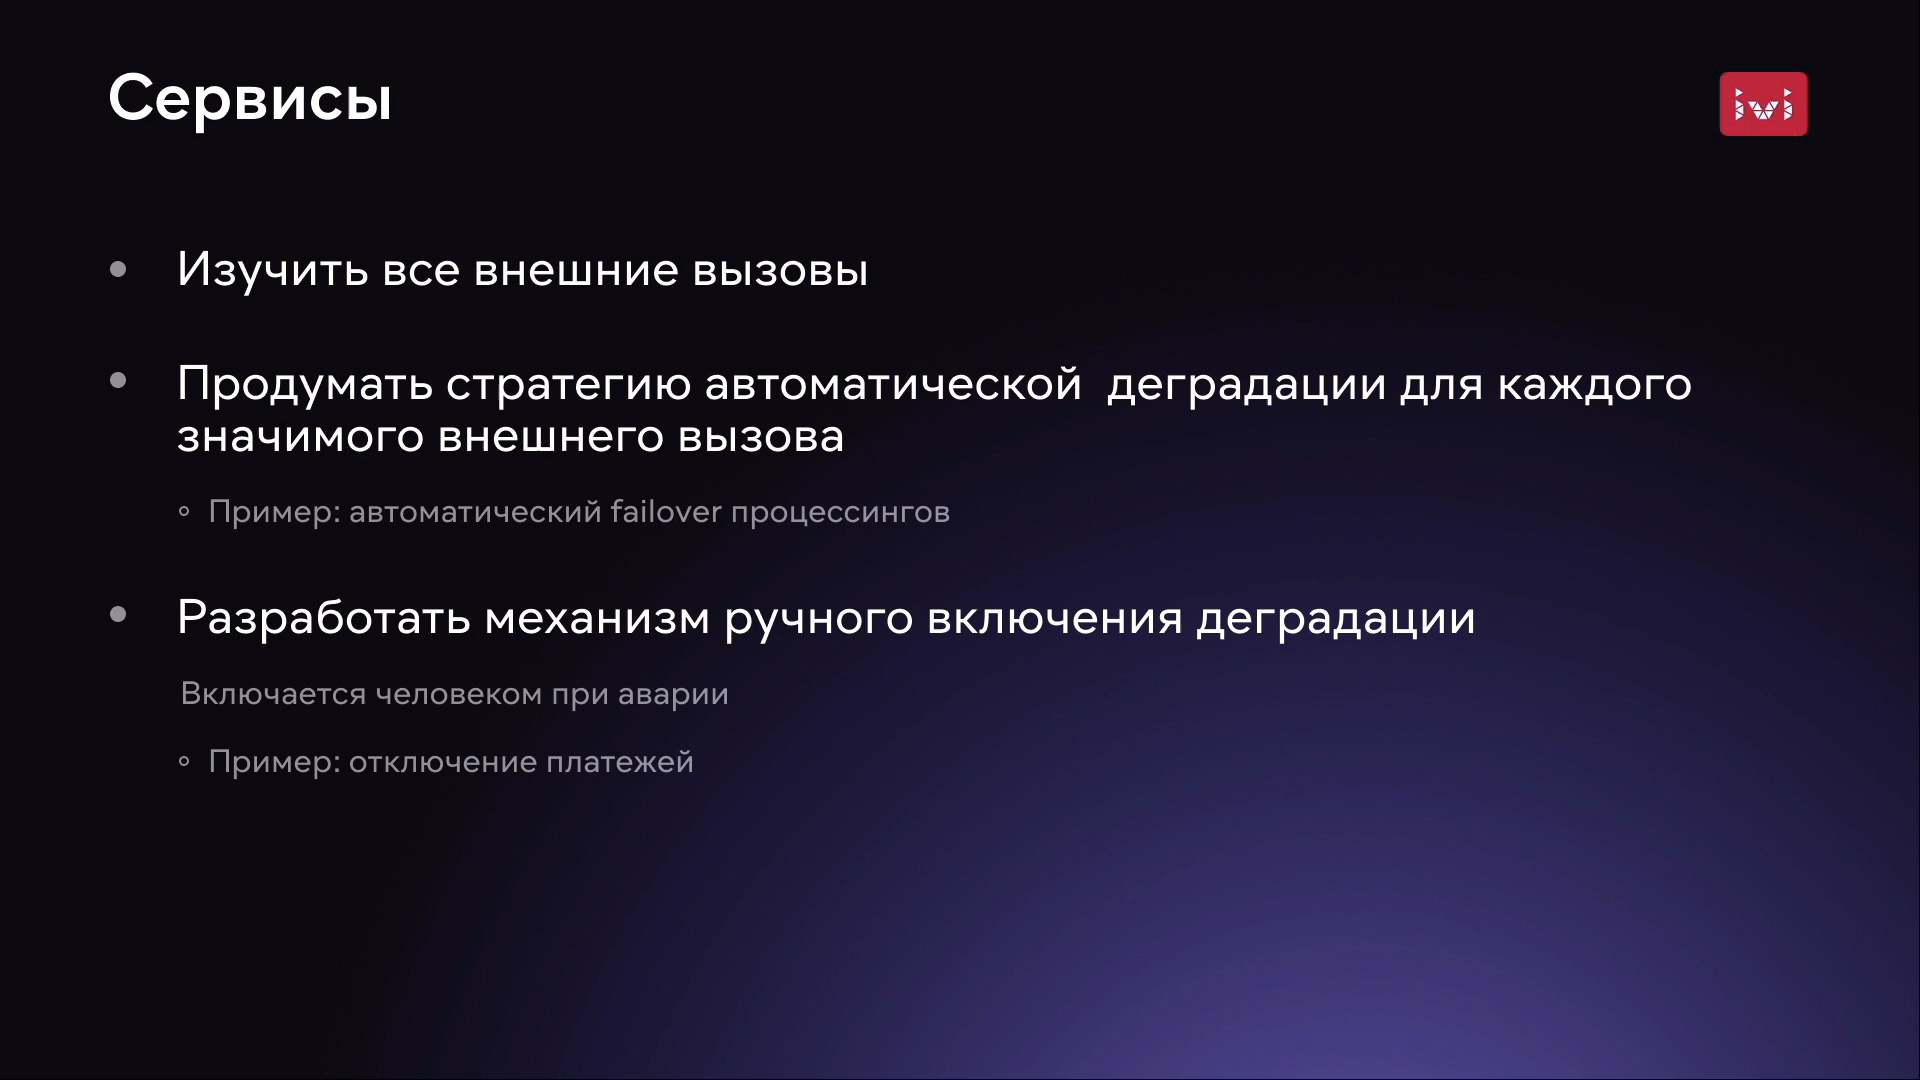 Сервисы
ivi
Изучить все внешние вызовы
Продумать стратегию автоматической  деградации для каждого
значимого внешнего вызова
Пример: автоматический failover процессингов
Разработать механизм ручного включения деградации
Включается человеком при аварии
Пример: отключение платежей